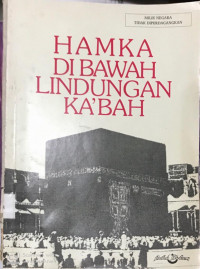 MILIK NEGARA
TIDAK DIPERDAGANGKAN
HAMKA
DI BAWAH
LINDUNGAN
KA'BAH